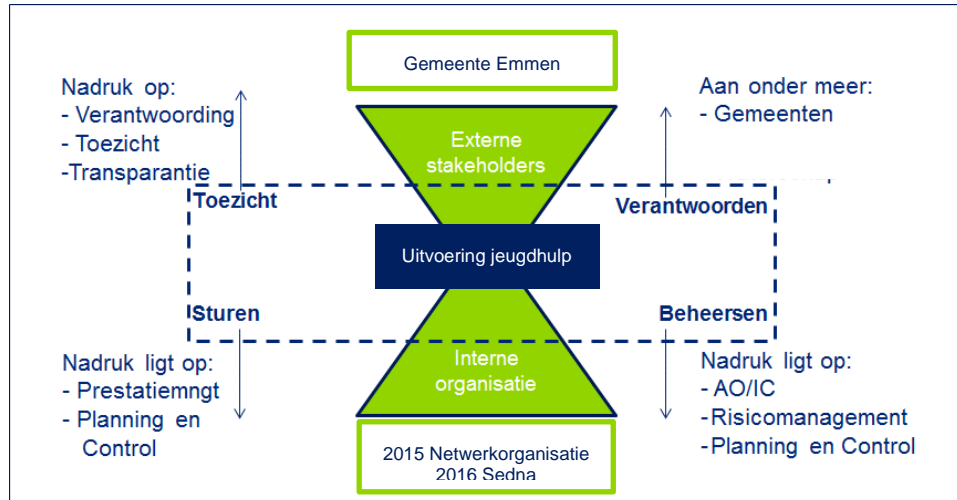 Gemeente Emmen
Nadruk op:
- Verantwoording
- Toezicht
-Transparantie
Aan onder meer:
- Gemeenten
Externe
stakeholders
Toezicht
Verantwoorden
Uitvoering jeugdhulp
Sturen
Beheersen
Nadruk ligt op:
- Prestatiemngt
- Planning en
Control
Interne
organisatie
Nadruk ligt op:
- AO/IC
-Risicomanagement
-Planning en Control
2015 Netwerkorganisatie
2016 Sedna